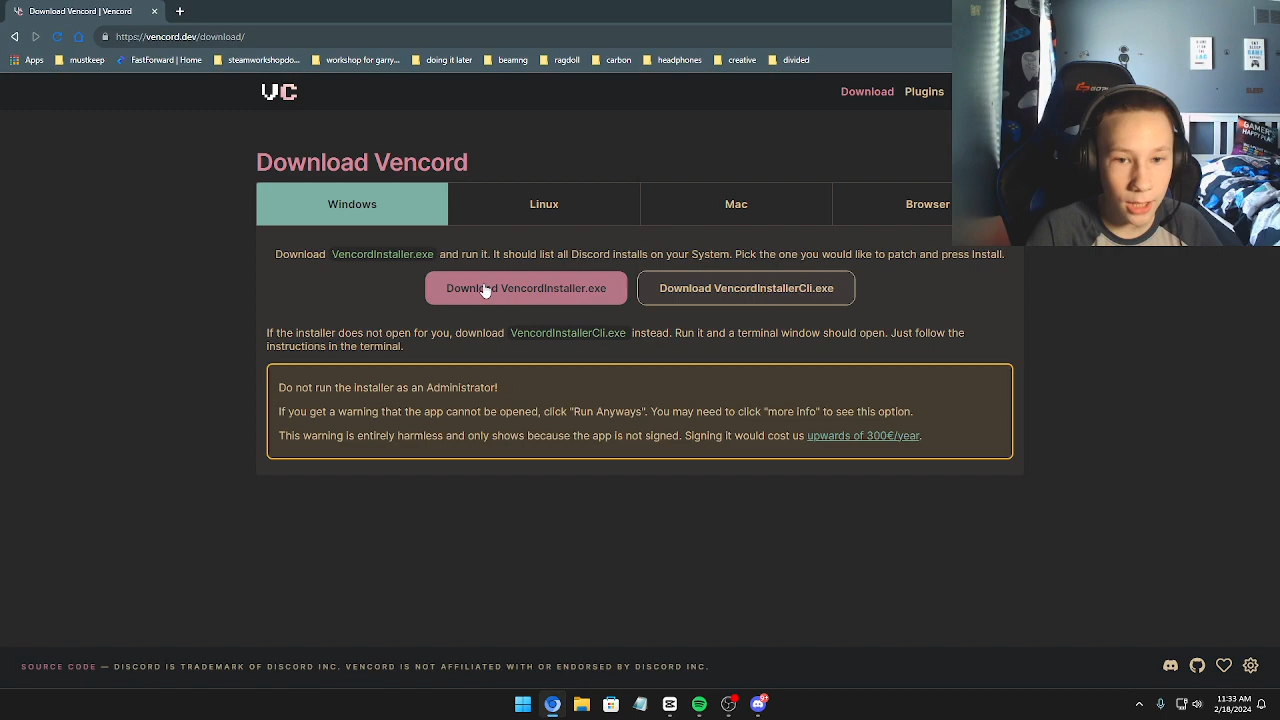 Download Vencord | Vencord
https://vencord.dev/download/
Apps mustkeep FastForward | Home steamworkshopdo... workshop for garry... doing it later tools ragdoll carbon headphones creative divided
VC
Download Plugins
Download Vencord
Windows Linux Mac Browser
Download VencordInstaller.exe and run it. It should list all Discord installs on your System. Pick the one you would like to patch and press Install.
Download VencordInstaller.exe Download VencordInstallerCli.exe
If the installer does not open for you, download VencordInstallerCli.exe instead. Run it and a terminal window should open. Just follow the
instructions in the terminal.
Do not run the installer as an Administrator!
If you get a warning that the app cannot be opened, click "Run Anyways". You may need to click "more info" to see this option.
This warning is entirely harmless and only shows because the app is not signed. Signing it would cost us upwards of 300€/year.
SOURCE CODE — DISCORD IS TRADEMARK OF DISCORD INC. VENCORD IS NOT AFFILIATED WITH OR ENDORSED BY DISCORD INC.
11:33 AM
2/18/2024